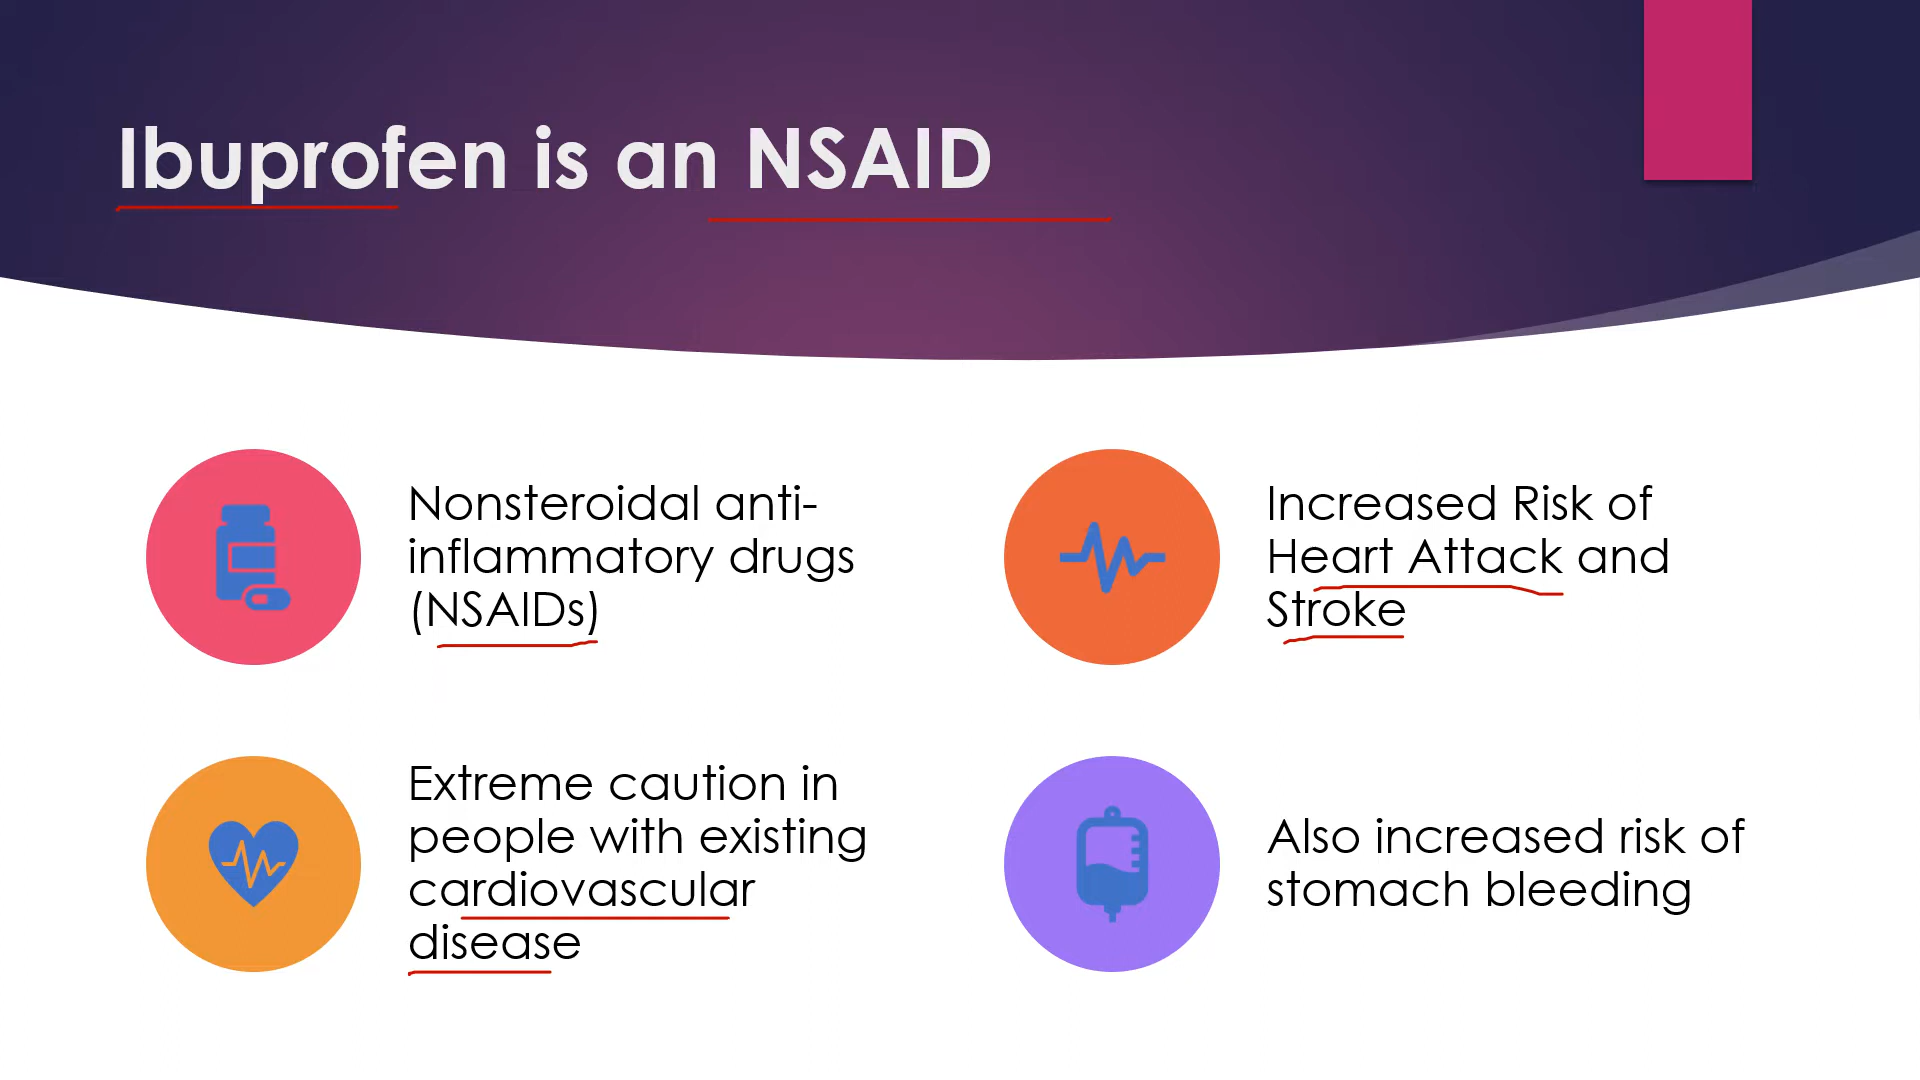 Ibuprofen is an NSAID
Nonsteroidal anti-
inflammatory drugs
(NSAIDs)
Increased Risk of
Heart Attack and
Stroke
Extreme caution in
people with existing
cardiovascular
disease
Also increased risk of
stomach bleeding